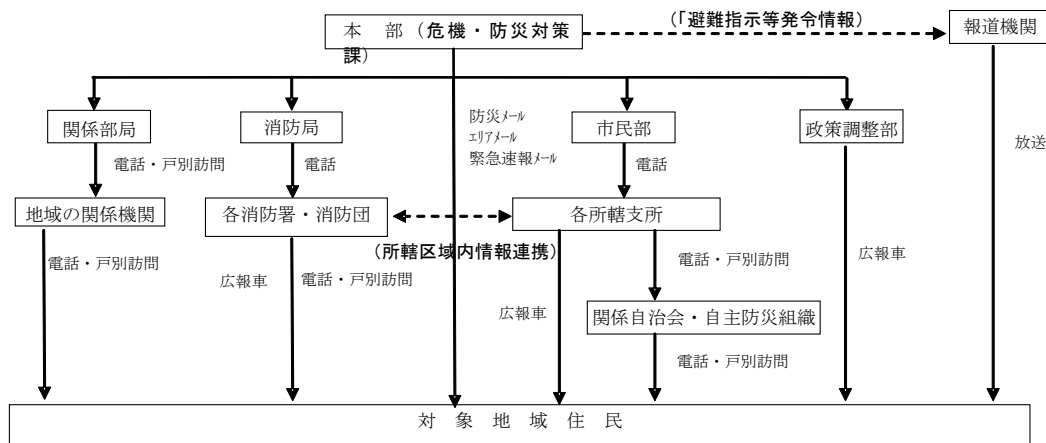 （「避難指示等発令情報）
本　部（危機・防災対策
課）
報道機関
関係部局
消防局
防災ﾒｰﾙ
ｴﾘｱﾒｰﾙ
緊急速報ﾒｰﾙ
市民部
政策調整部
放送
電話・戸別訪問
電話
電話
地域の関係機関
各消防署・消防団
各所轄支所
（所轄区域内情報連携）
電話・戸別訪問
広報車
電話・戸別訪問
電話・戸別訪問
広報車
広報車
関係自治会・自主防災組織
電話・戸別訪問
対　象　地　域　住　民